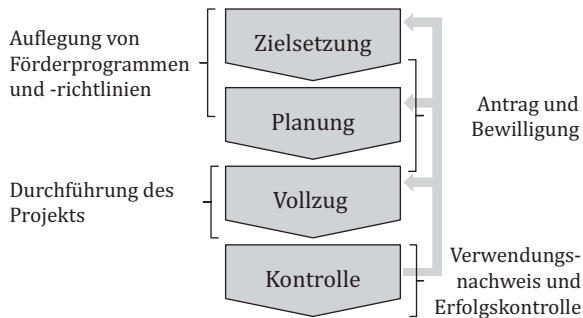 Auflegung von
Förderprogrammen
und -richtlinien
Zielsetzung
Planung
Antrag und
Bewilligung
Durchführung des
Projekts
Vollzug
Kontrolle
Verwendungs-
nachweis und
Erfolgskontrolle